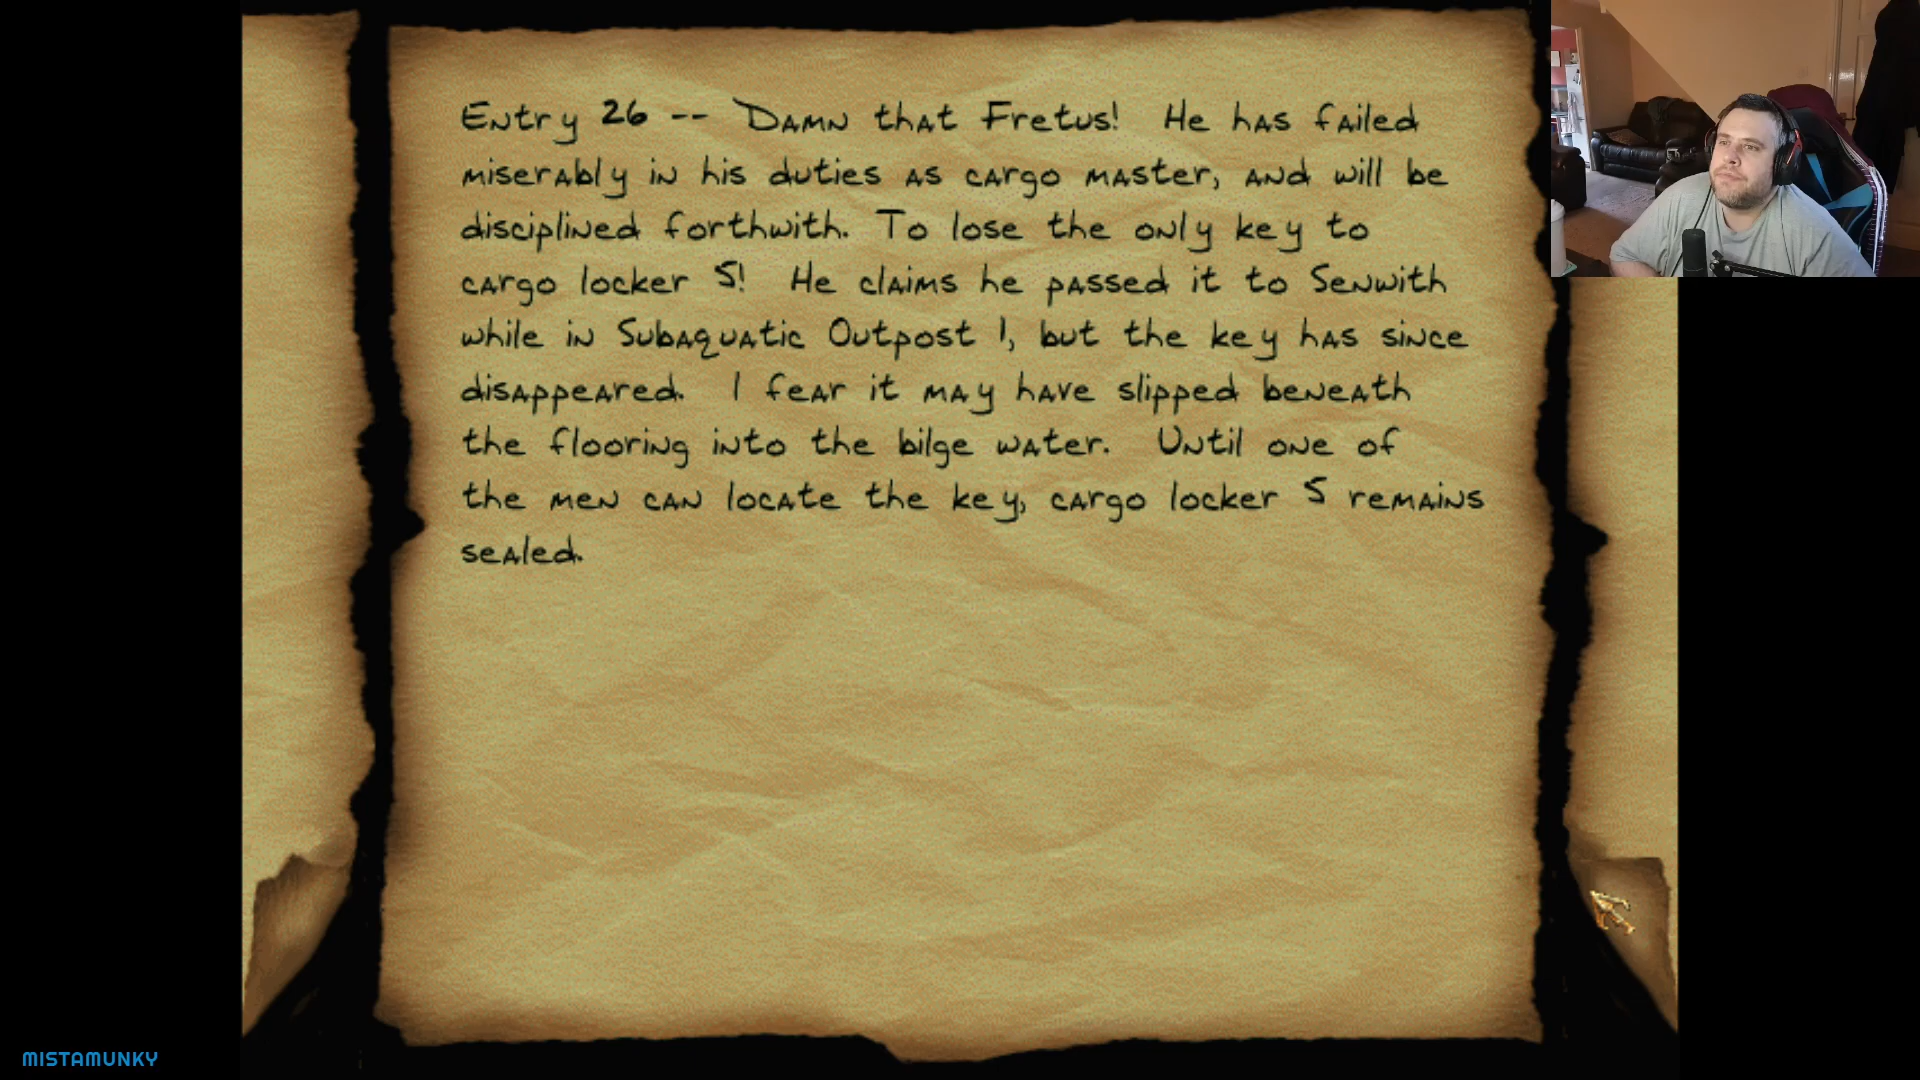 Entry 26 -- Damn that Fretus! He has failed
miserably in his duties as cargo master, and will be
disciplined forthwith. To lose the only key to
cargo locker 5! He claims he passed it to Senwith
while in Subaquatic Outpost 1, but the key has since
disappeared. I fear it may have slipped beneath
the flooring into the bilge water. Until one of
the men can locate the key, cargo locker 5 remains
sealed.
MISTAMUNKY